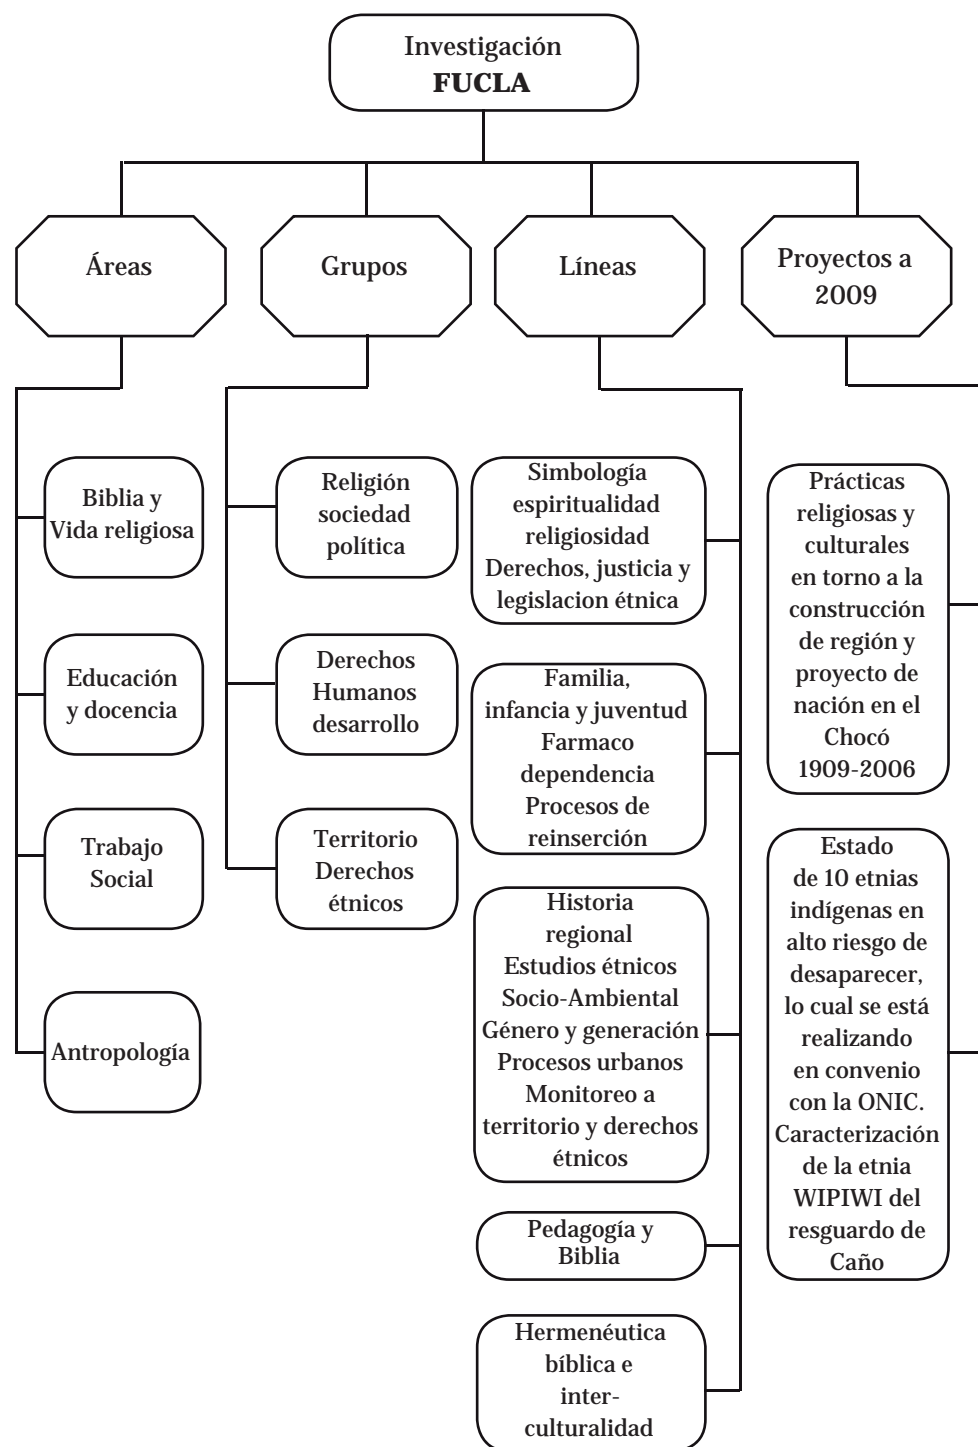 Investigación
FUCLA
Áreas
Grupos
Líneas
Proyectos a
2009
Biblia y
Vida religiosa
Educación
y docencia
Trabajo
Social
Antropología
Religión
sociedad
política
Derechos
Humanos
desarrollo
Territorio
Derechos
étnicos
Simbología
espiritualidad
religiosidad
Derechos, justicia y
legislacion étnica
Familia,
infancia y juventud
Farmaco
dependencia
Procesos de
reinserción
Historia
regional
Estudios étnicos
Socio-Ambiental
Género y generación
Procesos urbanos
Monitoreo a
territorio y derechos
étnicos
Pedagogía y
Biblia
Hermenéutica
bíblica e
inter-
culturalidad
Prácticas
religiosas y
culturales
en torno a la
construcción
de región y
proyecto de
nación en el
Chocó
1909-2006
Estado
de 10 etnias
indígenas en
alto riesgo de
desaparecer,
lo cual se está
realizando
en convenio
con la ONIC.
Caracterización
de la etnia
WIPIWI del
resguardo de
Caño